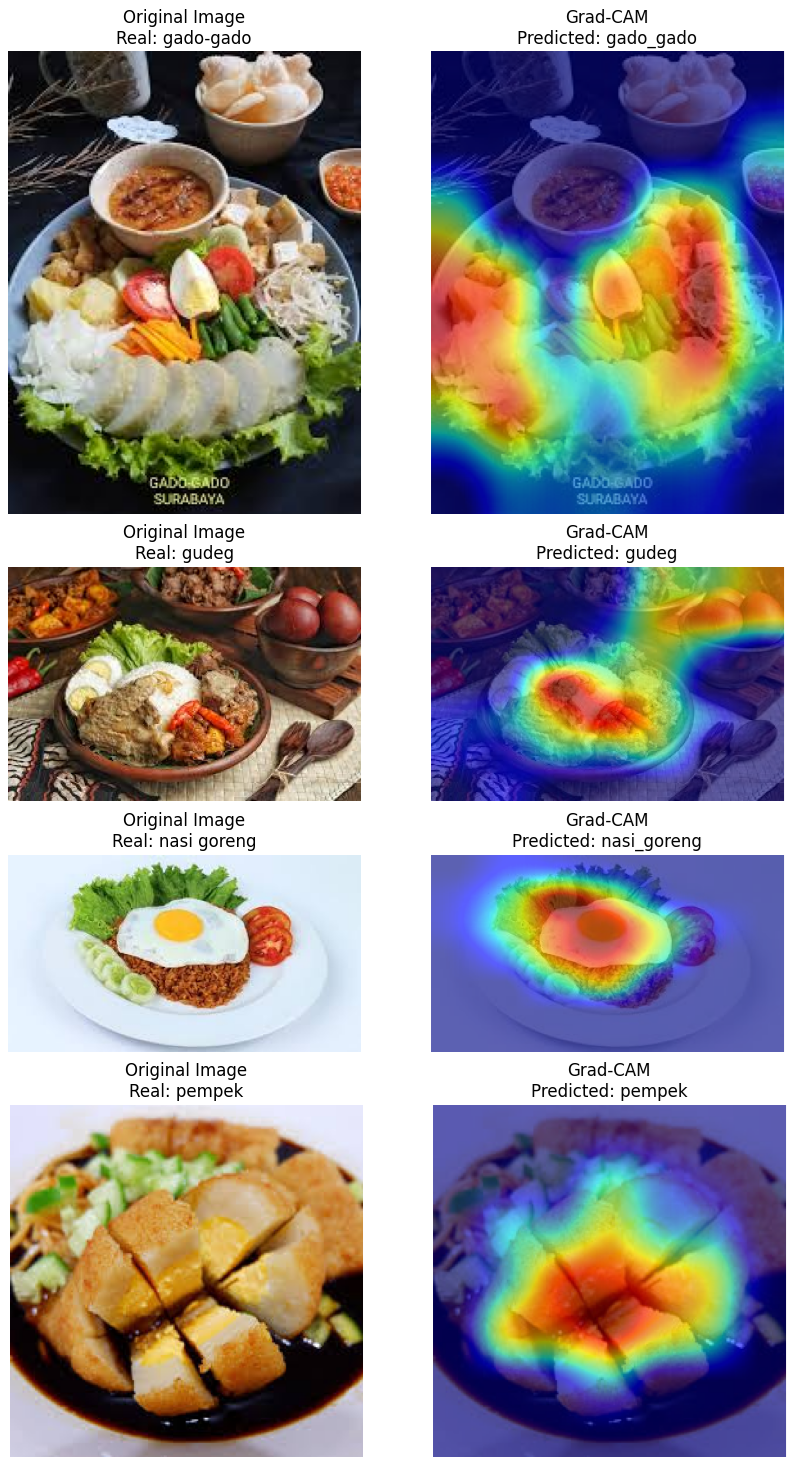 Original Image
Real: gado-gado
Grad-CAM
Predicted: gado_gado
GADO-GADO
SURABAYA
GADO-GADO
SURABAYA
Original Image
Real: gudeg
Grad-CAM
Predicted: gudeg
Original Image
Real: nasi goreng
Grad-CAM
Predicted: nasi_goreng
Original Image
Real: pempek
Grad-CAM
Predicted: pempek